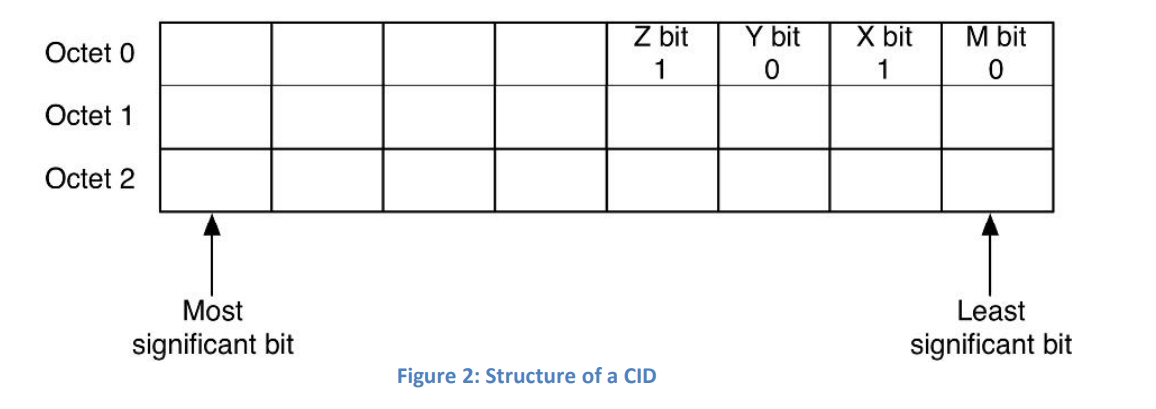 Octet 0
Z bit
1
Y bit
0
X bit
1
M bit
0
Octet 1
Octet 2
Most
significant bit
Least
significant bit
Figure 2: Structure of a CID